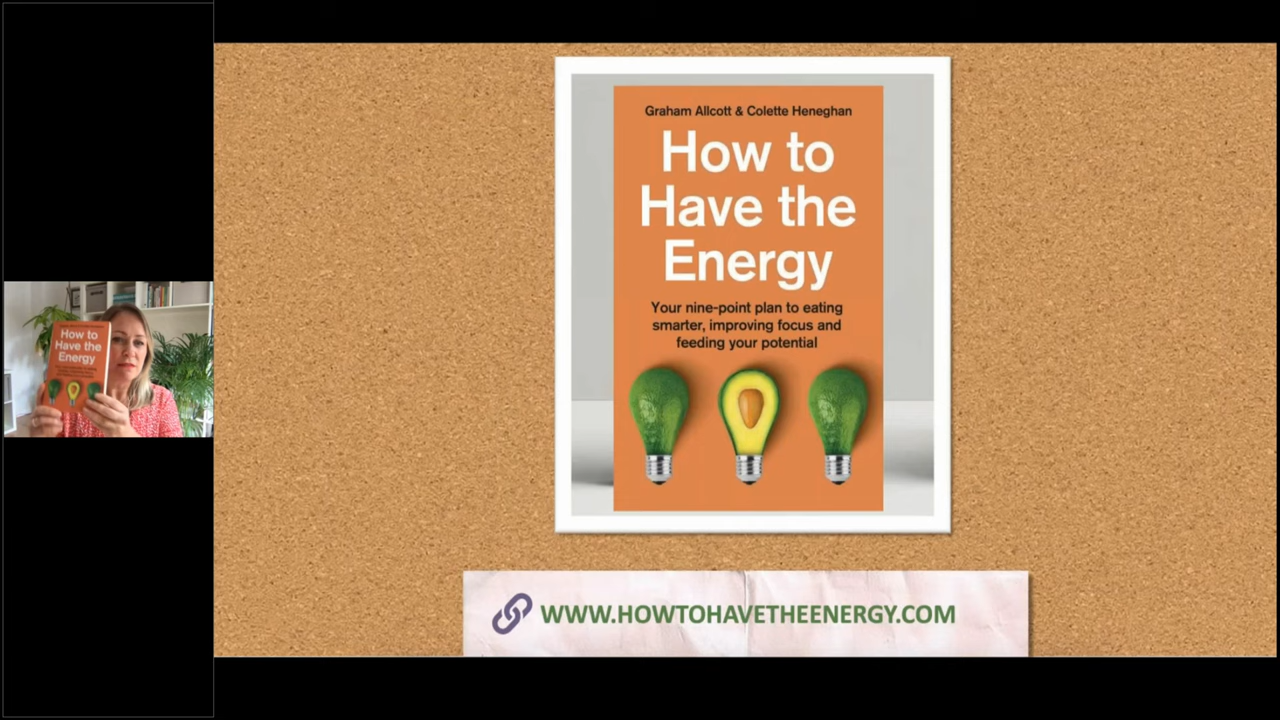 Graham Allcott & Colette Heneghan
How to
Have the
Energy
Your nine-point plan to eating
smarter, improving focus and
feeding your potential
WWW.HOWTOHAVETHEENERGY.COM
How to
Have the
Energy